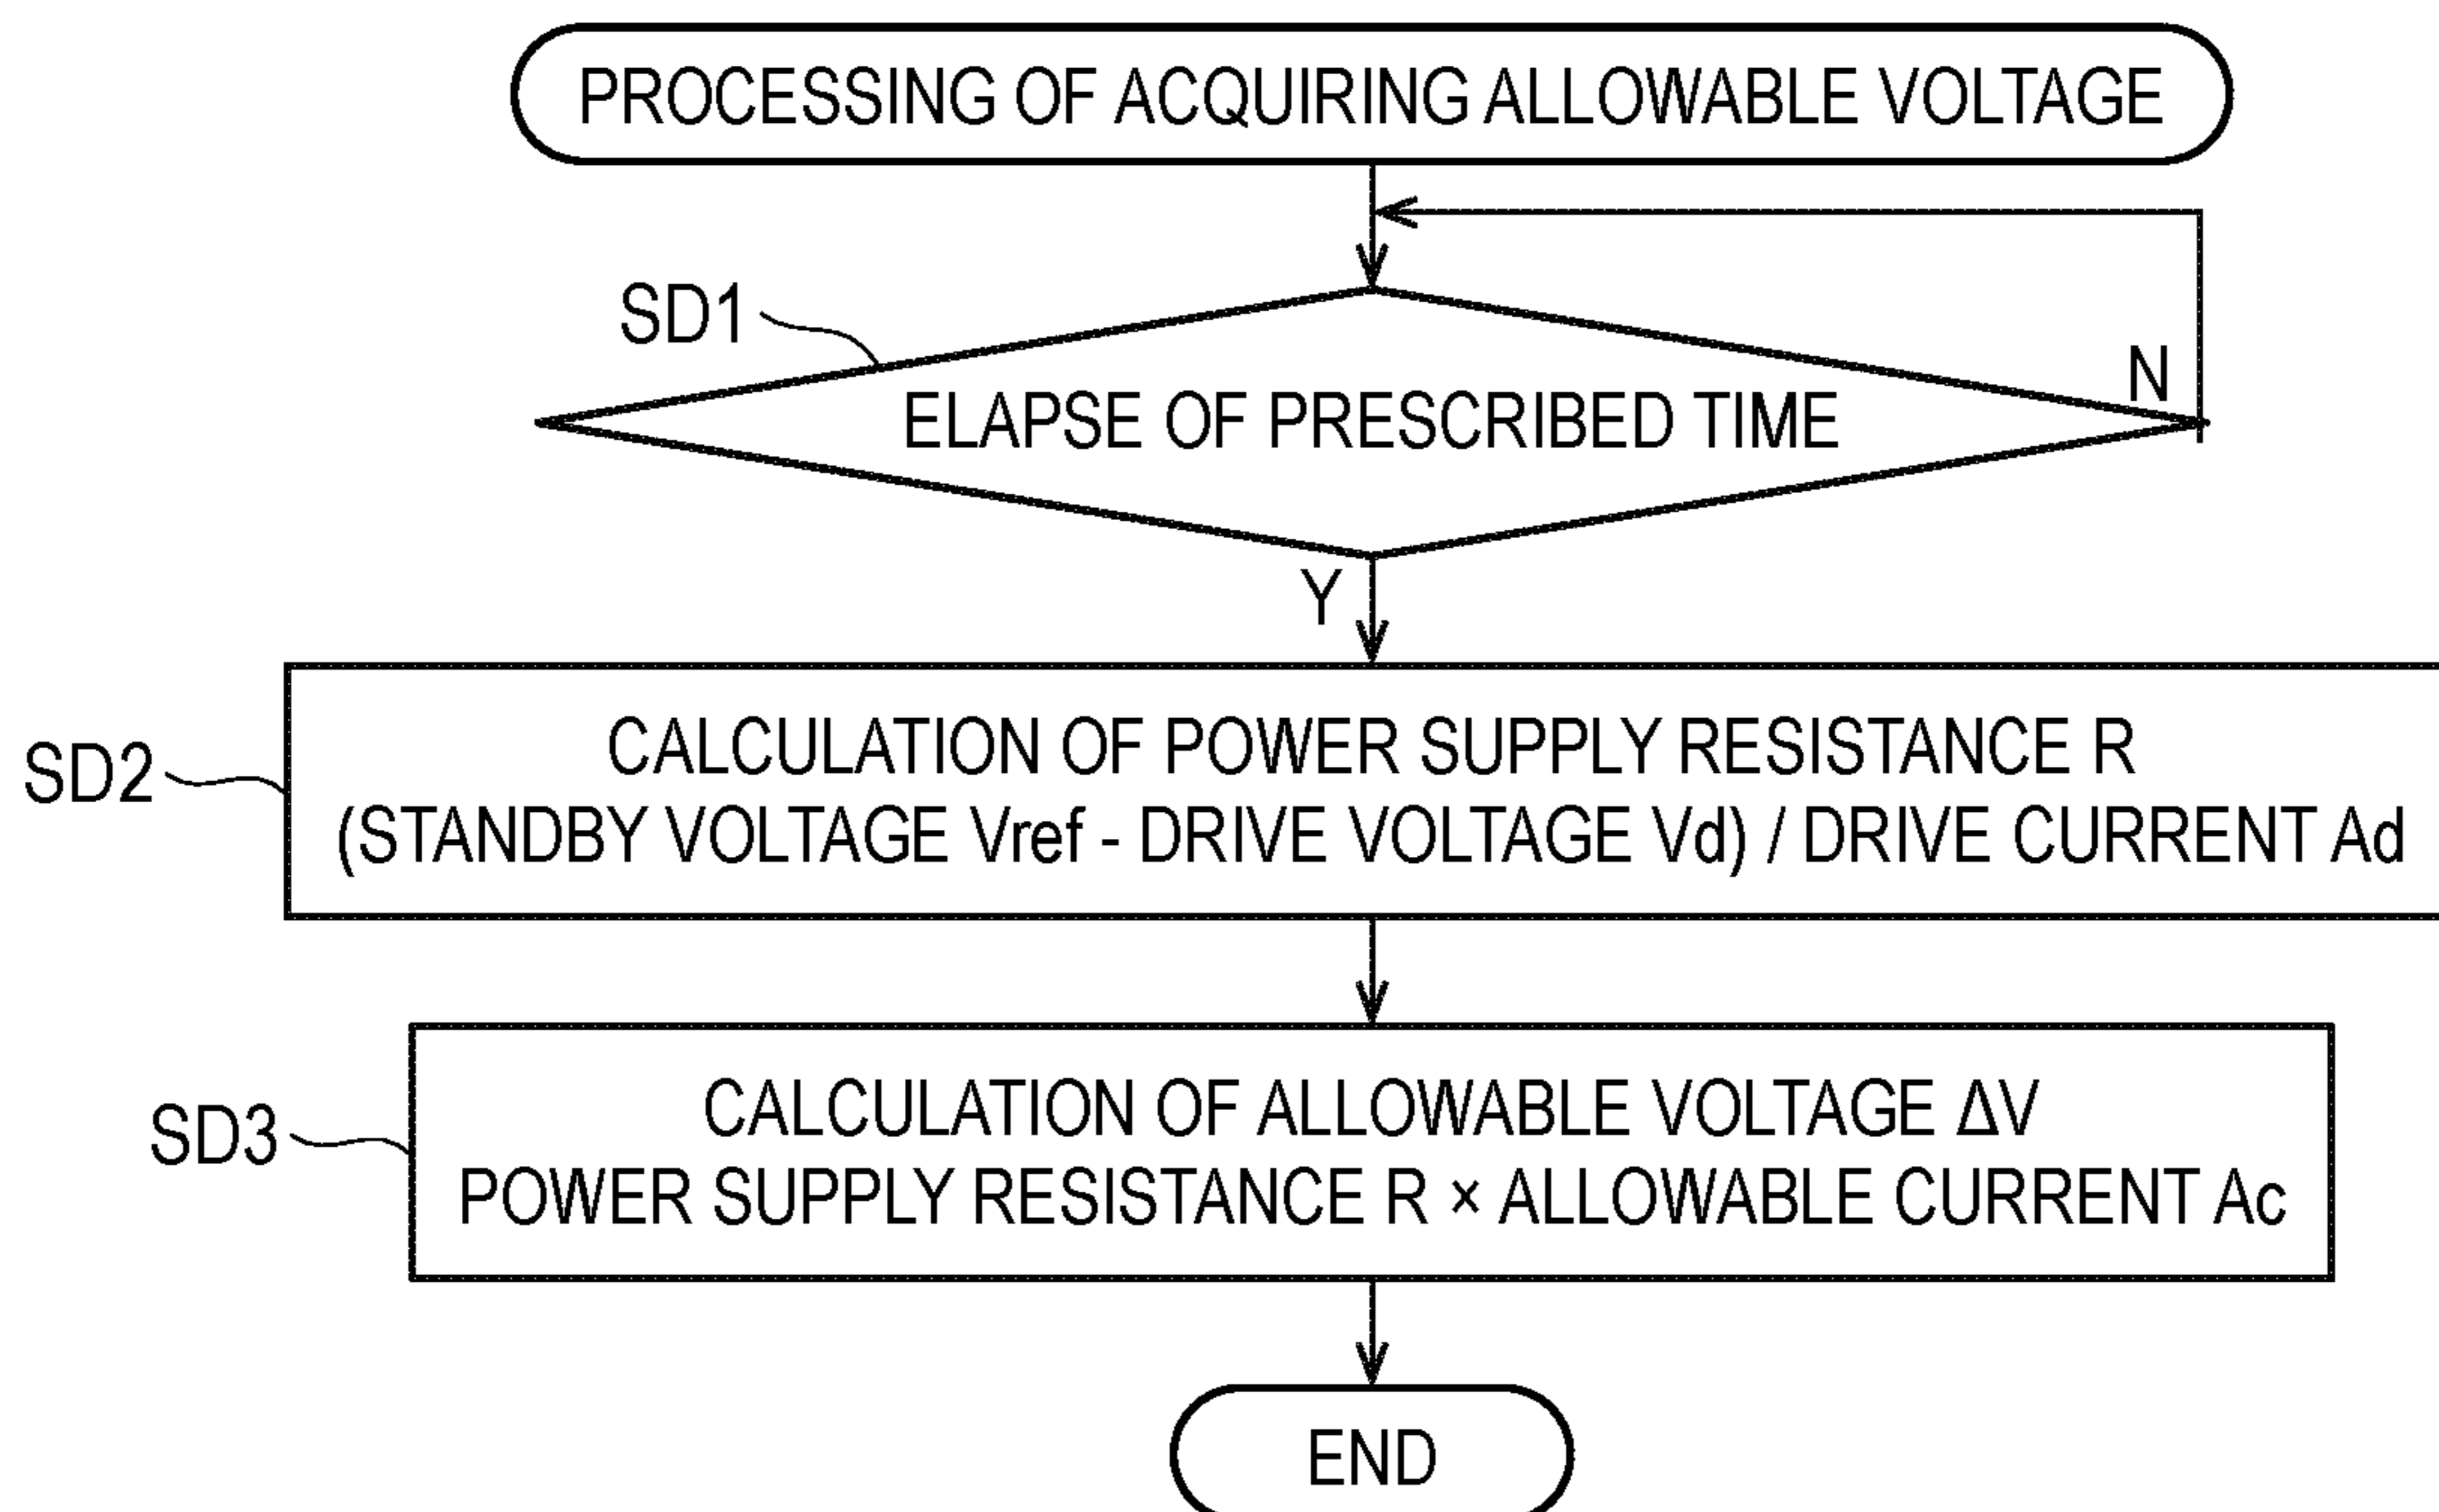 PROCESSING OF ACQUIRING ALLOWABLE VOLTAGE
SD1
ELAPSE OF PRESCRIBED TIME
N
Y
SD2
CALCULATION OF POWER SUPPLY RESISTANCE R
(STANDBY VOLTAGE Vref - DRIVE VOLTAGE Vd) / DRIVE CURRENT Ad
SD3
CALCULATION OF ALLOWABLE VOLTAGE ΔV
POWER SUPPLY RESISTANCE R × ALLOWABLE CURRENT Ac
END